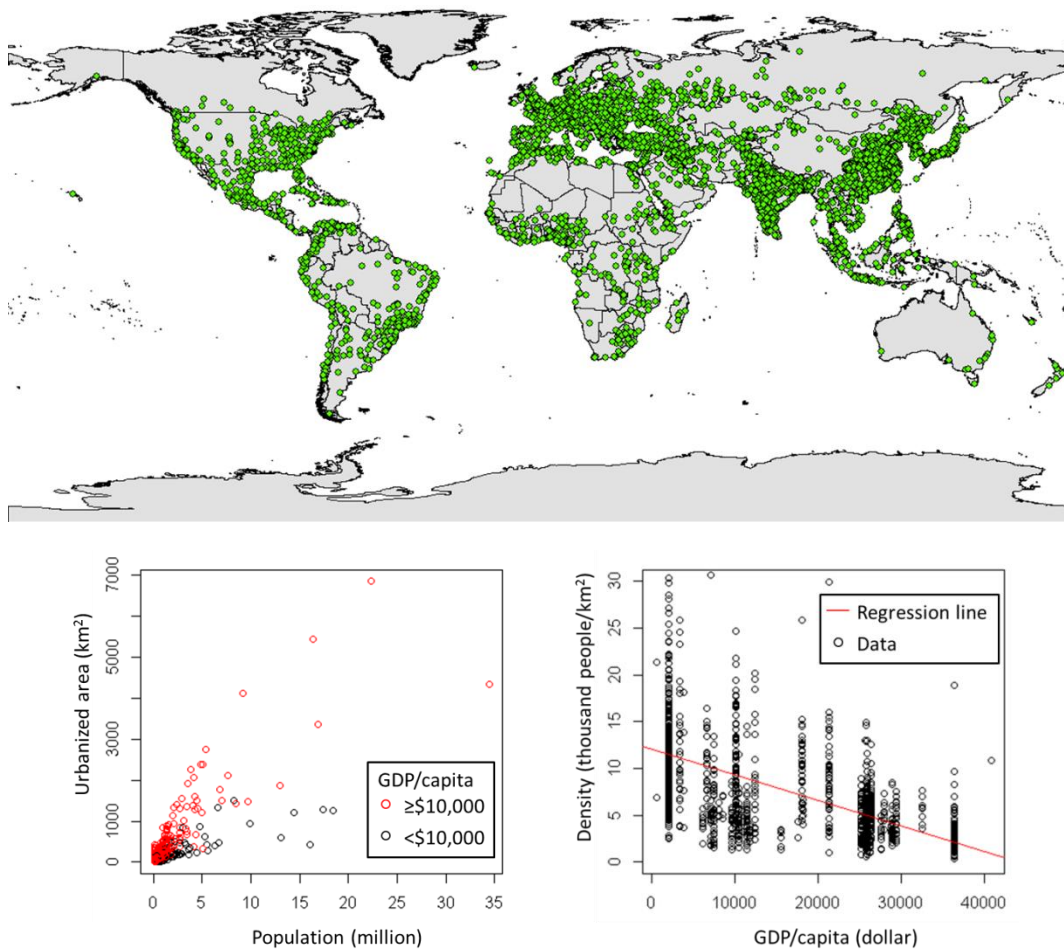 7000
5000
3000
1000
0
Urbanized area (km²)
GDP/capita
≥$10,000
<$10,000
0 5 10 15 20 25 30 35
Population (million)
30
25
20
15
10
5
0
Density (thousand people/km²)
Regression line
Data
0 10000 20000 30000 40000
GDP/capita (dollar)